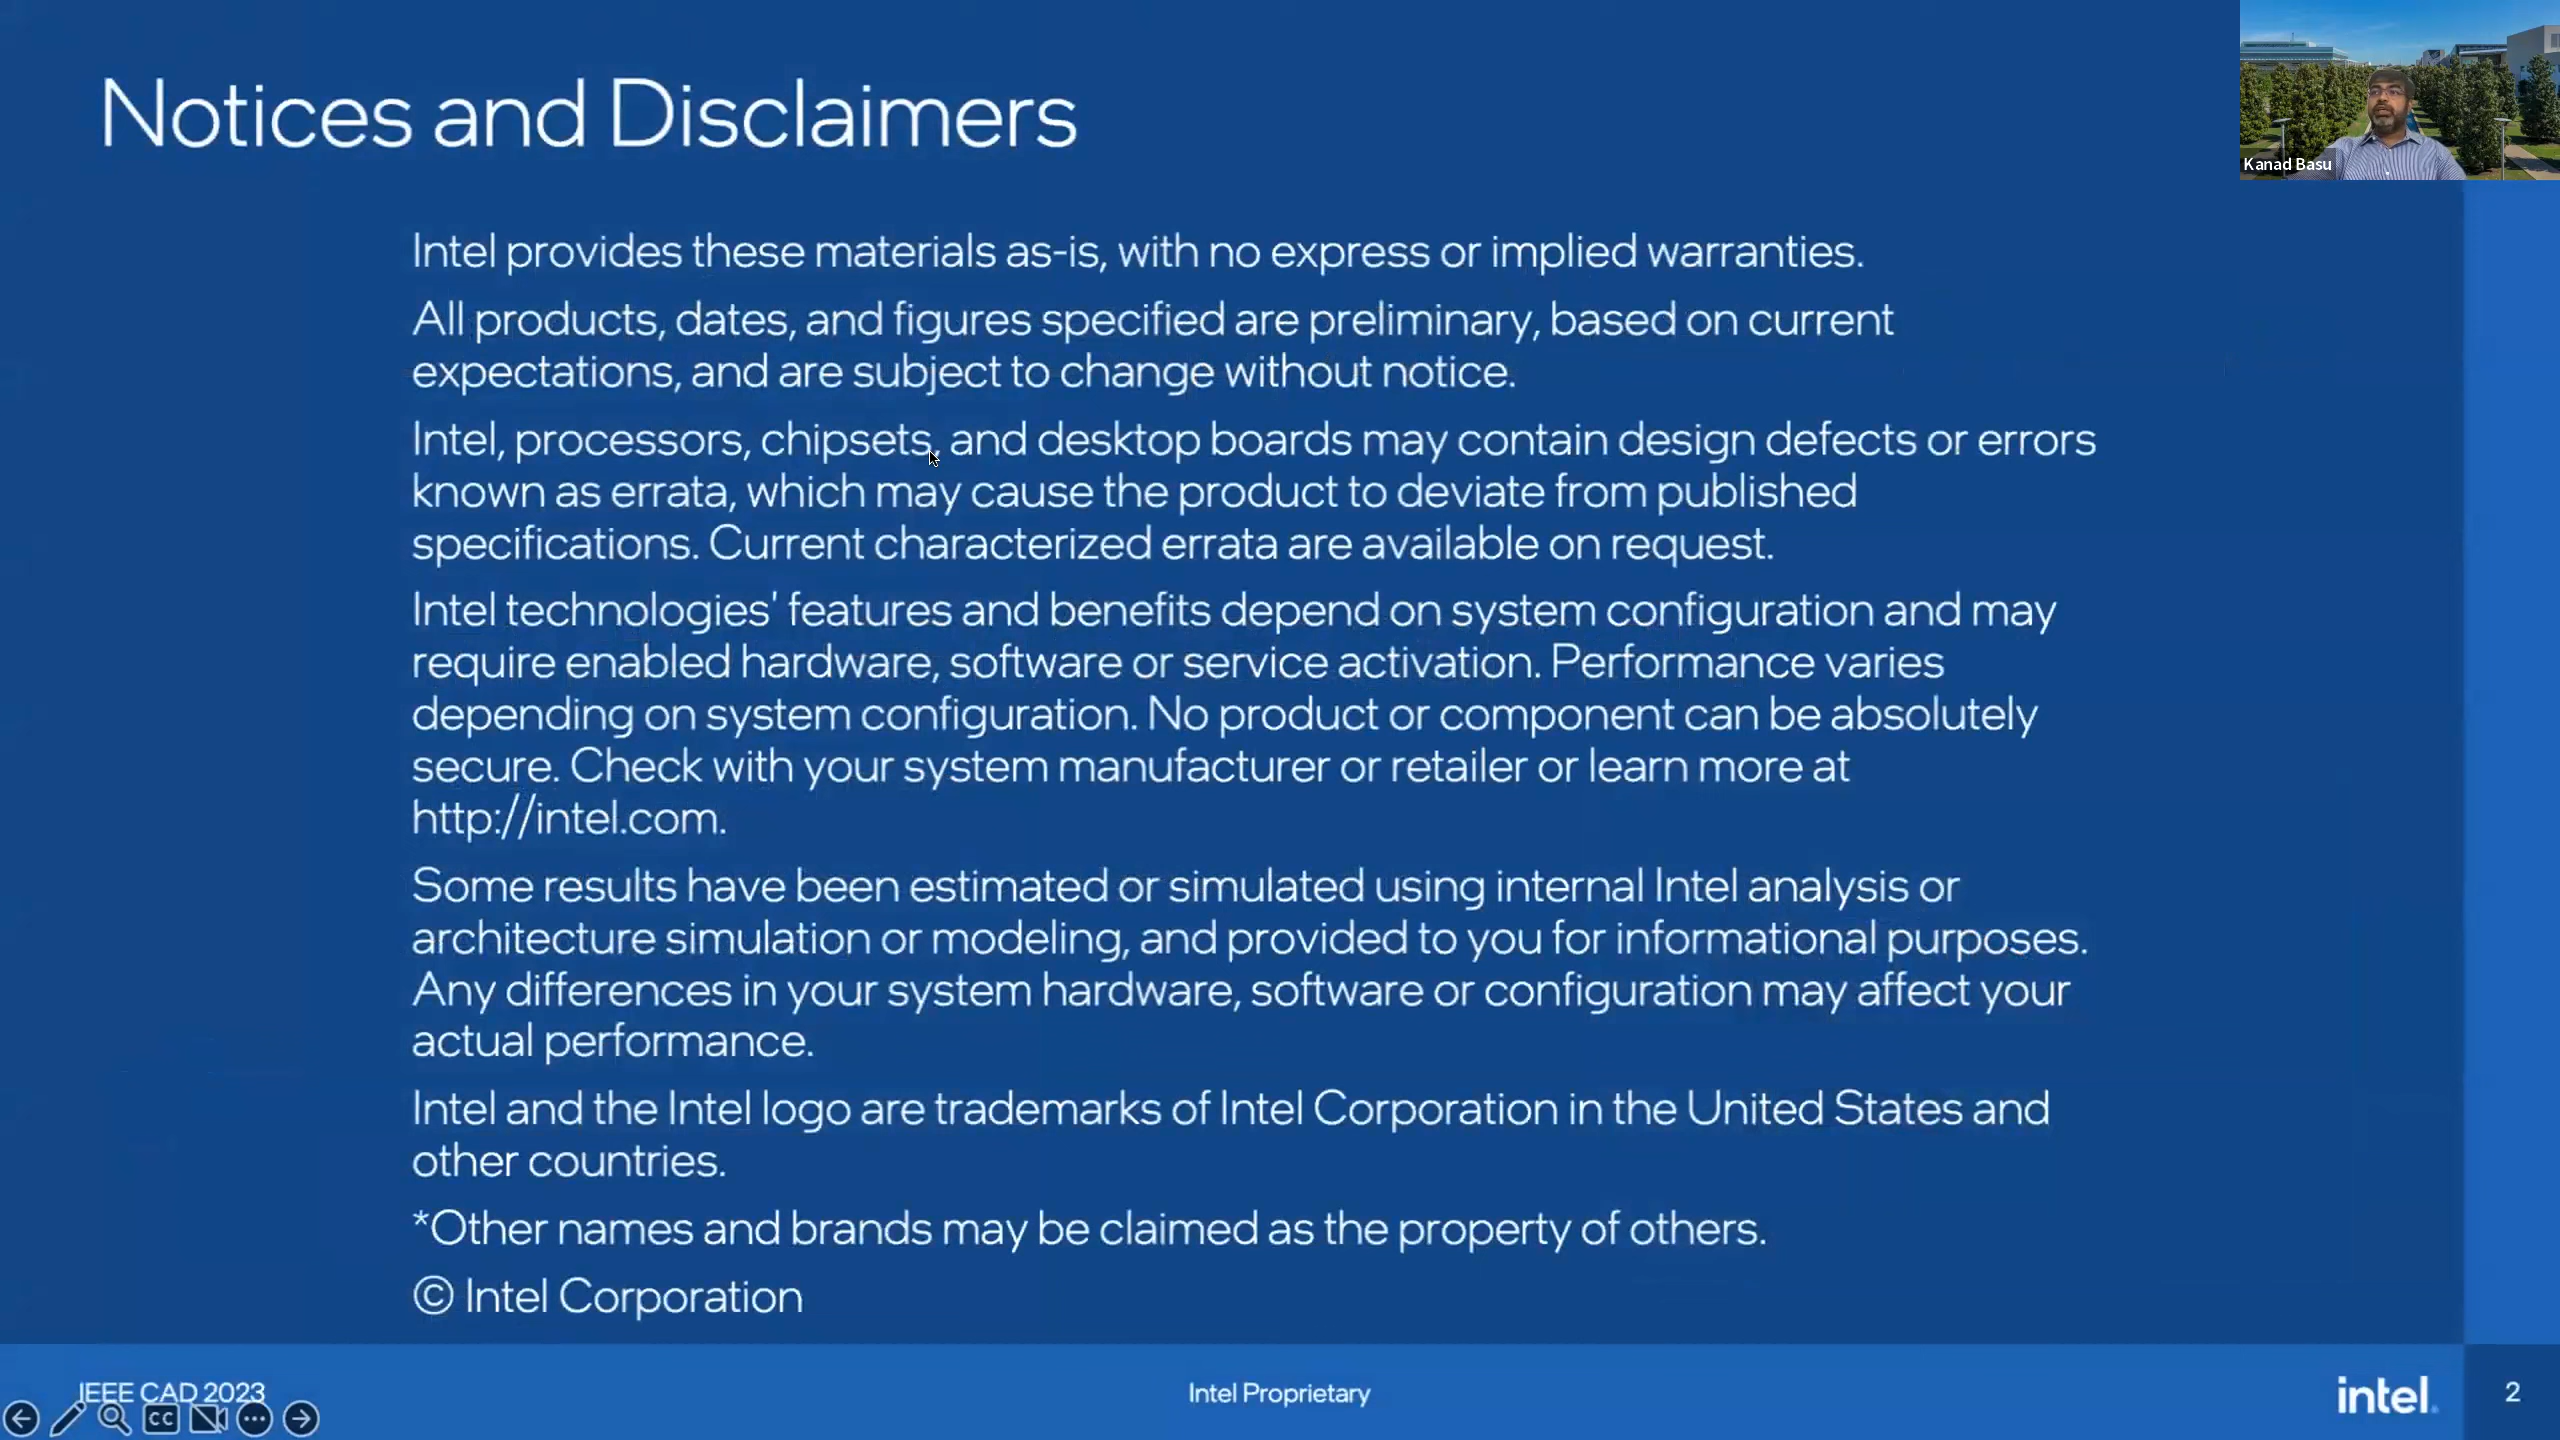 Notices and Disclaimers
Kanad Basu
Intel provides these materials as-is, with no express or implied warranties.
All products, dates, and figures specified are preliminary, based on current
expectations, and are subject to change without notice.
Intel, processors, chipsets, and desktop boards may contain design defects or errors
known as errata, which may cause the product to deviate from published
specifications. Current characterized errata are available on request.
Intel technologies' features and benefits depend on system configuration and may
require enabled hardware, software or service activation. Performance varies
depending on system configuration. No product or component can be absolutely
secure. Check with your system manufacturer or retailer or learn more at
http://intel.com.
Some results have been estimated or simulated using internal Intel analysis or
architecture simulation or modeling, and provided to you for informational purposes.
Any differences in your system hardware, software or configuration may affect your
actual performance.
Intel and the Intel logo are trademarks of Intel Corporation in the United States and
other countries.
*Other names and brands may be claimed as the property of others.
© Intel Corporation
IEEE CAD 2023
Intel Proprietary
intel.
2
CC